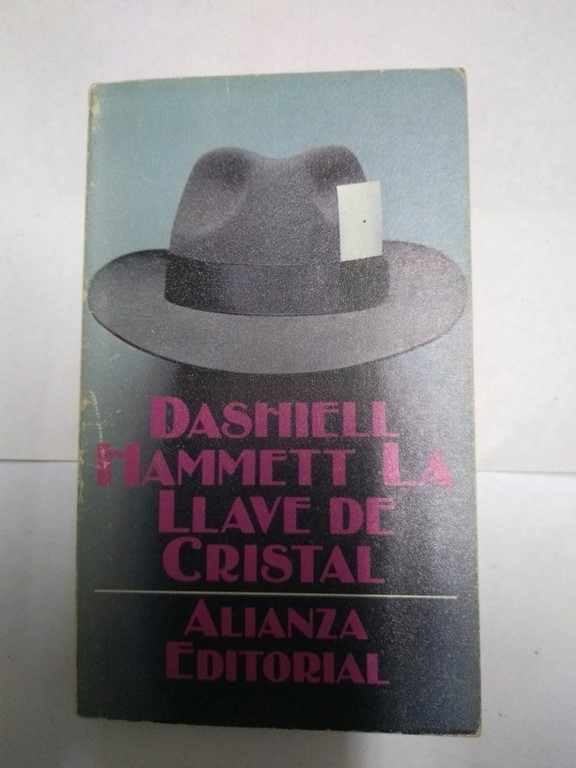 DASHIELL
HAMMETT LA
LLAVE DE
CRISTAL
ALIANZA
EDITORIAL